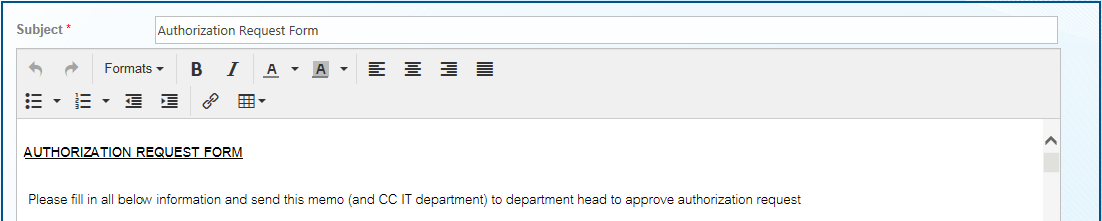 Subject *
Authorization Request Form
Formats
B I A A
AUTHORIZATION REQUEST FORM
Please fill in all below information and send this memo (and CC IT department) to department head to approve authorization request